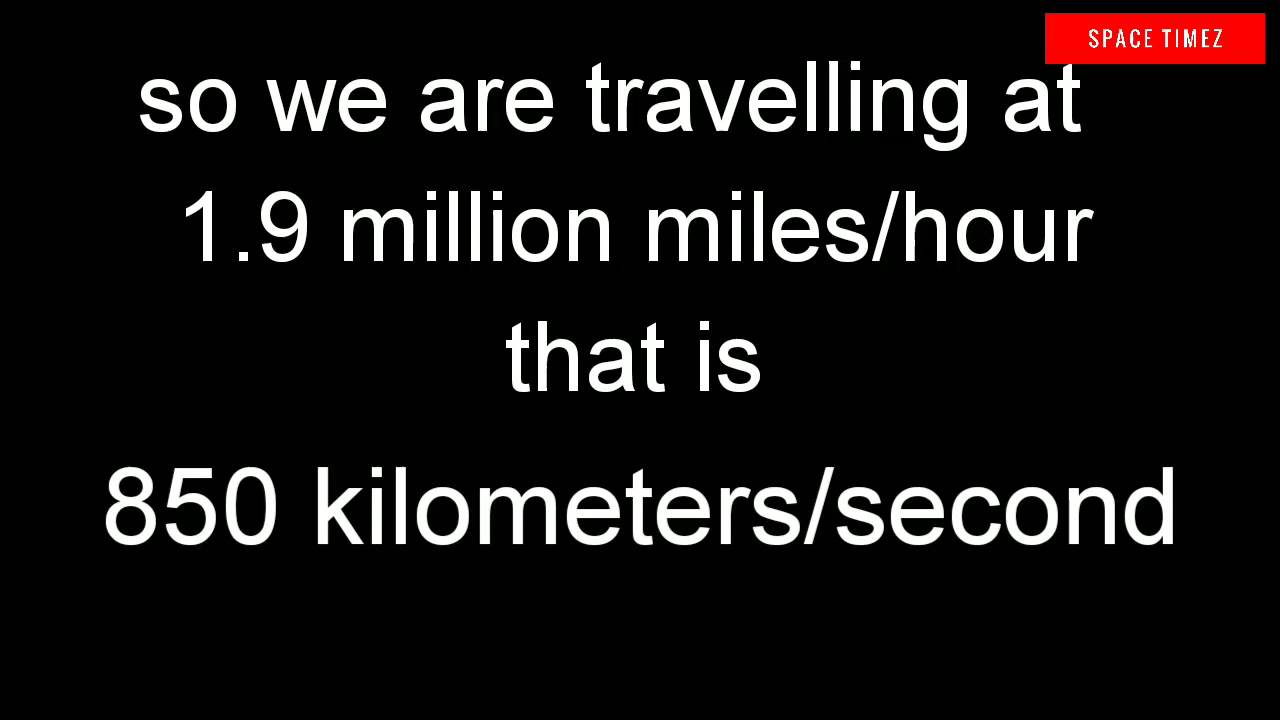 SPACE TIMEZ
so we are travelling at
1.9 million miles/hour
that is
850 kilometers/second